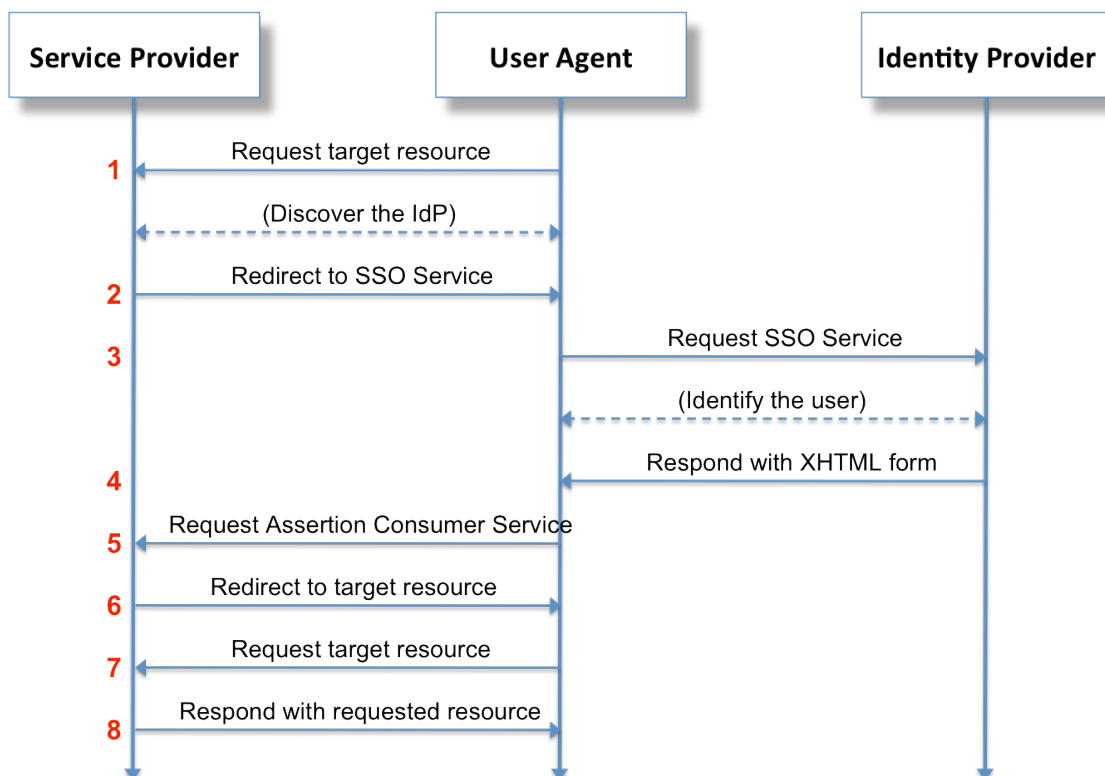 Service Provider
User Agent
Identity Provider
1
Request target resource
(Discover the IdP)
2
Redirect to SSO Service
3
Request SSO Service
(Identify the user)
4
Respond with XHTML form
5
Request Assertion Consumer Service
6
Redirect to target resource
7
Request target resource
8
Respond with requested resource